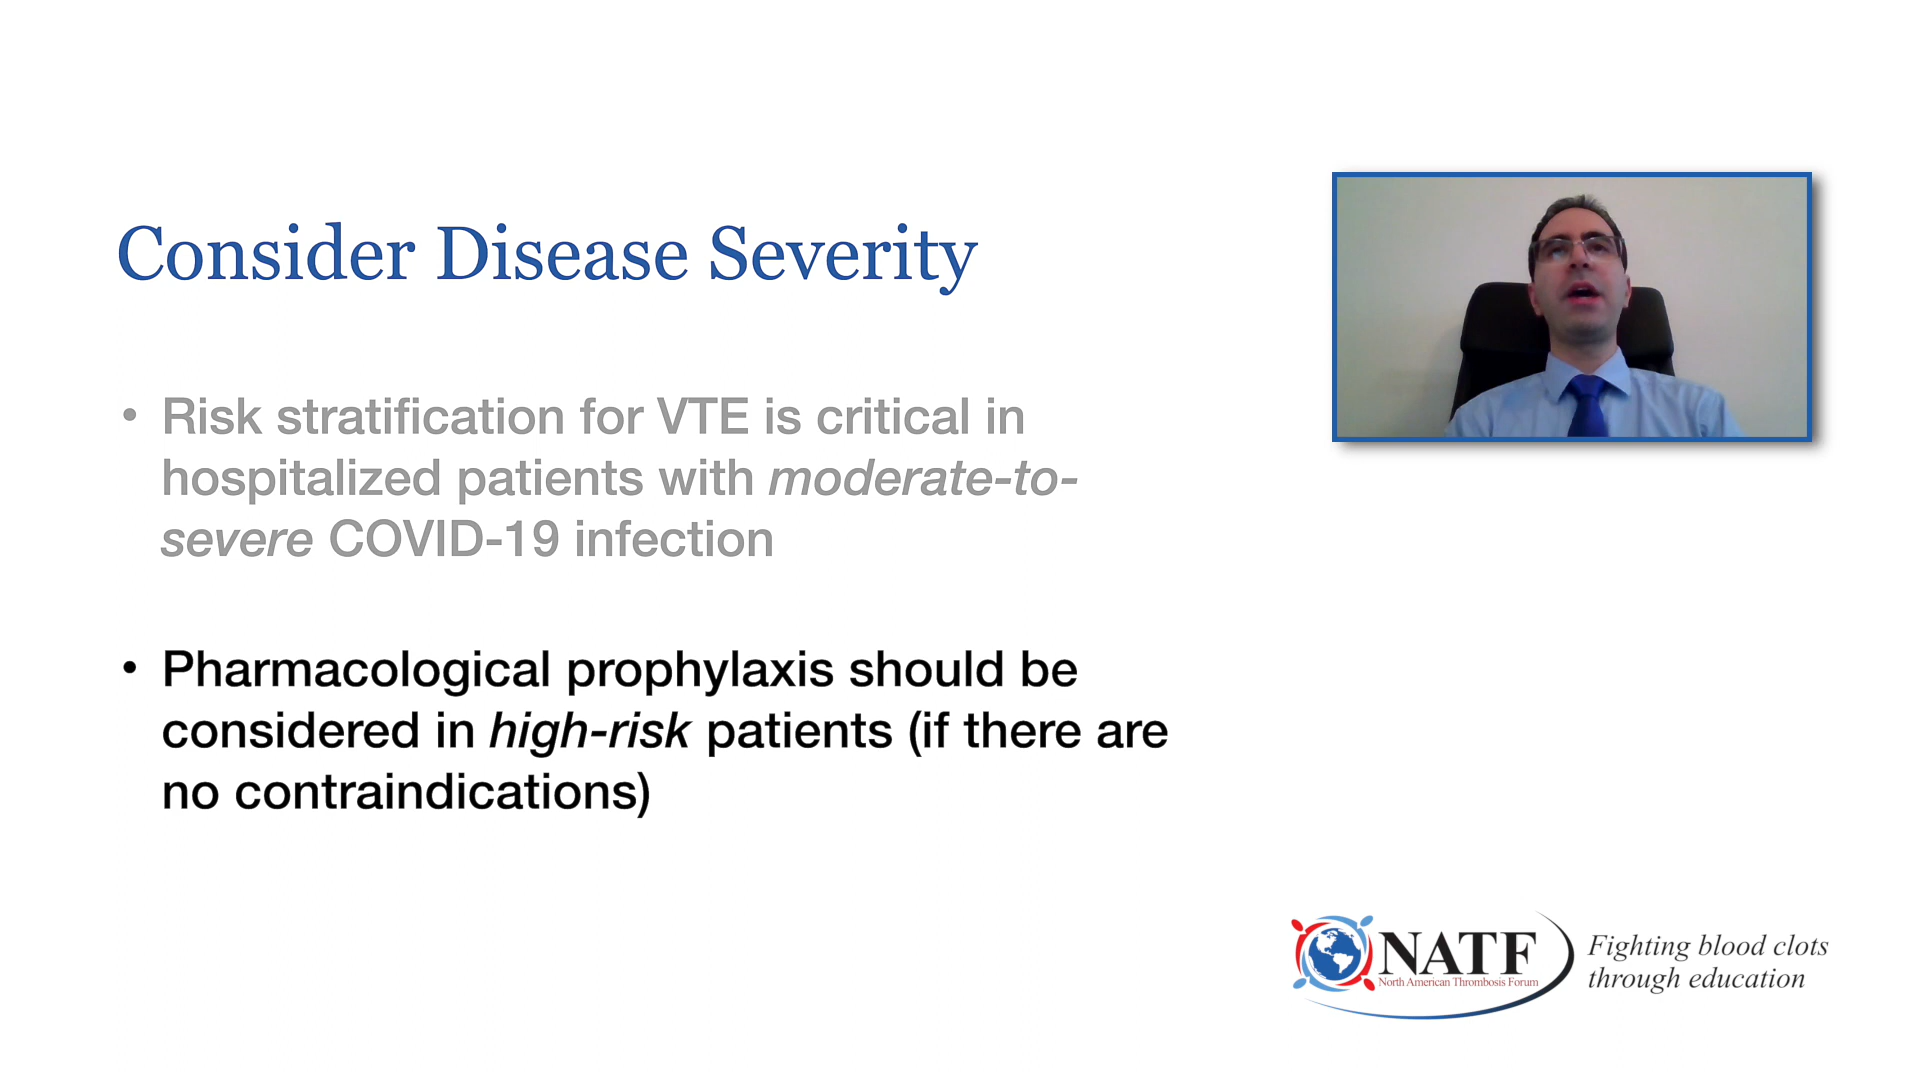 Consider Disease Severity
• Risk stratification for VTE is critical in
hospitalized patients with moderate-to-
severe COVID-19 infection
• Pharmacological prophylaxis should be
considered in high-risk patients (if there are
no contraindications)
NATF
North American Thrombosis Forum
Fighting blood clots
through education